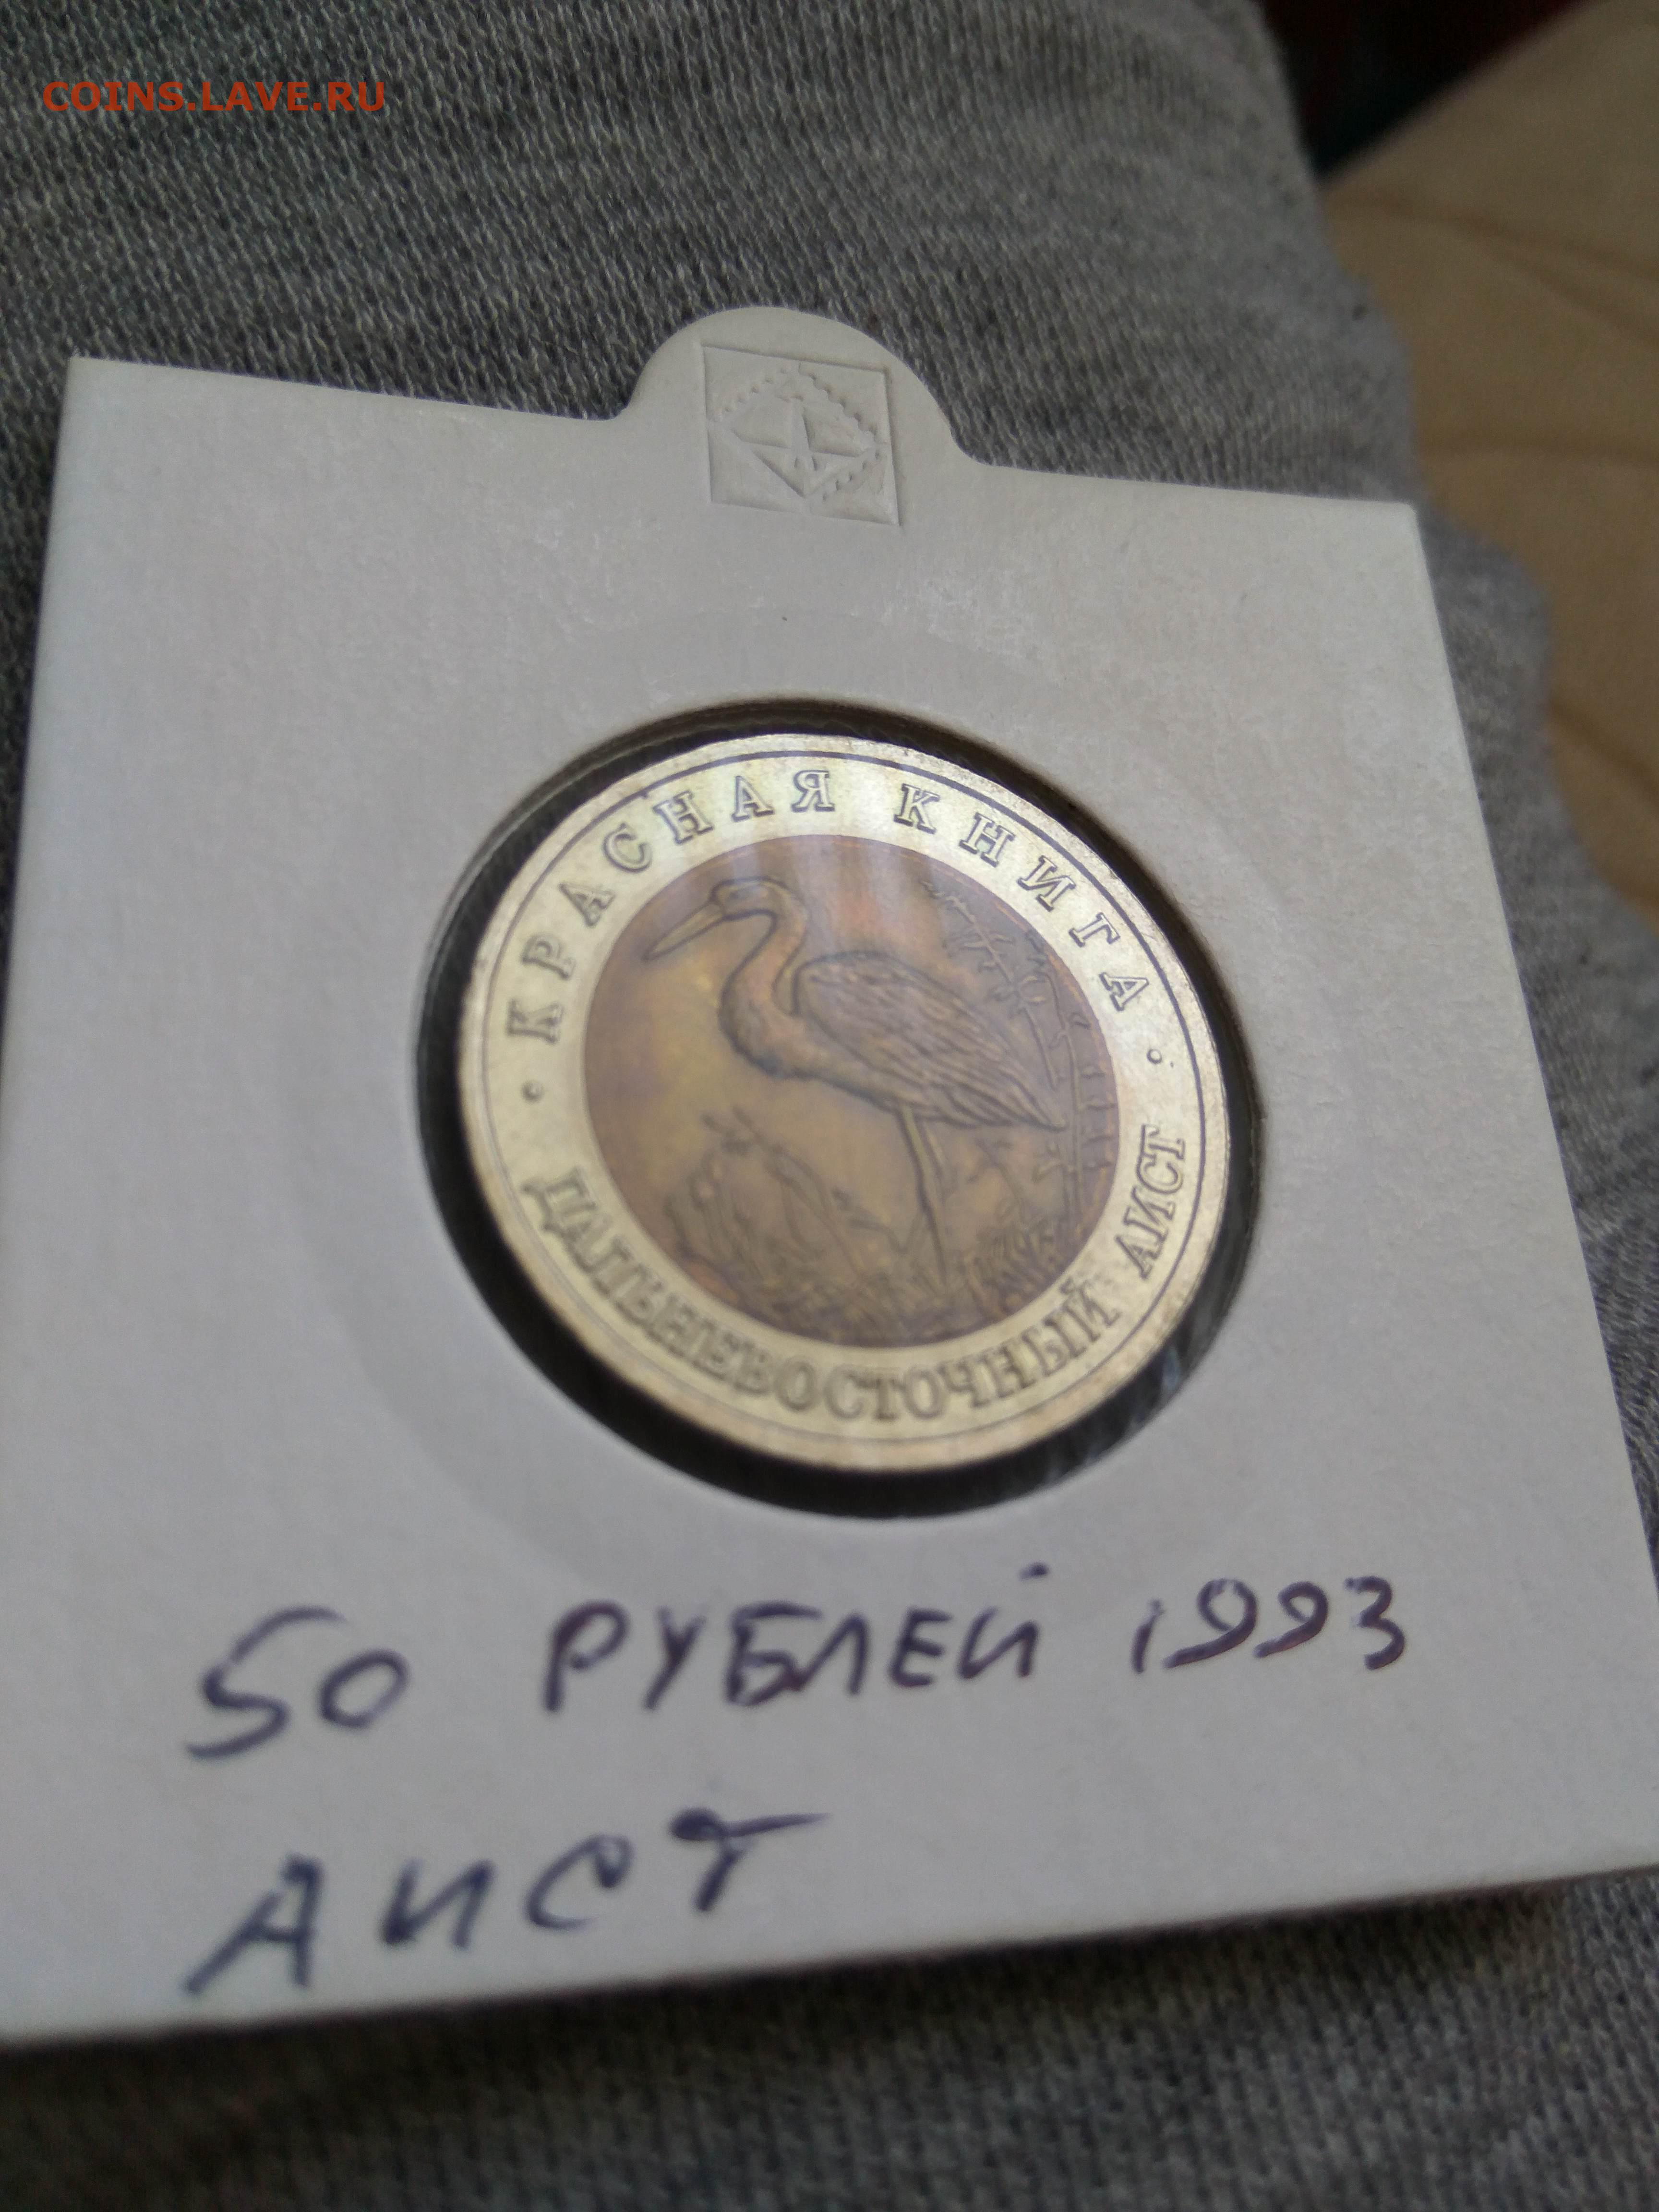 COINS.LAVE.RU
• КРАСНАЯ КНИГА •
ДАЛЬНЕВОСТОЧНЫЙ АИСТ
50 РУБЛЕЙ 1993
АИСТ